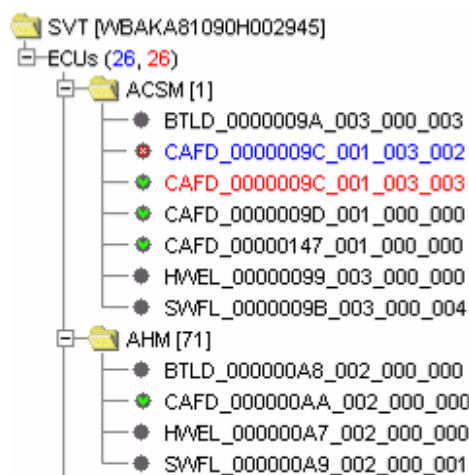 SVT [WBAKA81090H002945]
ECUs (26, 26)
ACSM [1]
BTLD_0000009A_003_000_003
CAFD_0000009C_001_003_002
CAFD_0000009C_001_003_003
CAFD_0000009D_001_000_000
CAFD_00000147_001_000_000
HWEL_00000099_003_000_000
SWFL_0000009B_003_000_004
AHM [71]
BTLD_000000A8_002_000_000
CAFD_000000AA_002_000_000
HWEL_000000A7_002_000_000
SWFL_000000A9_002_000_001